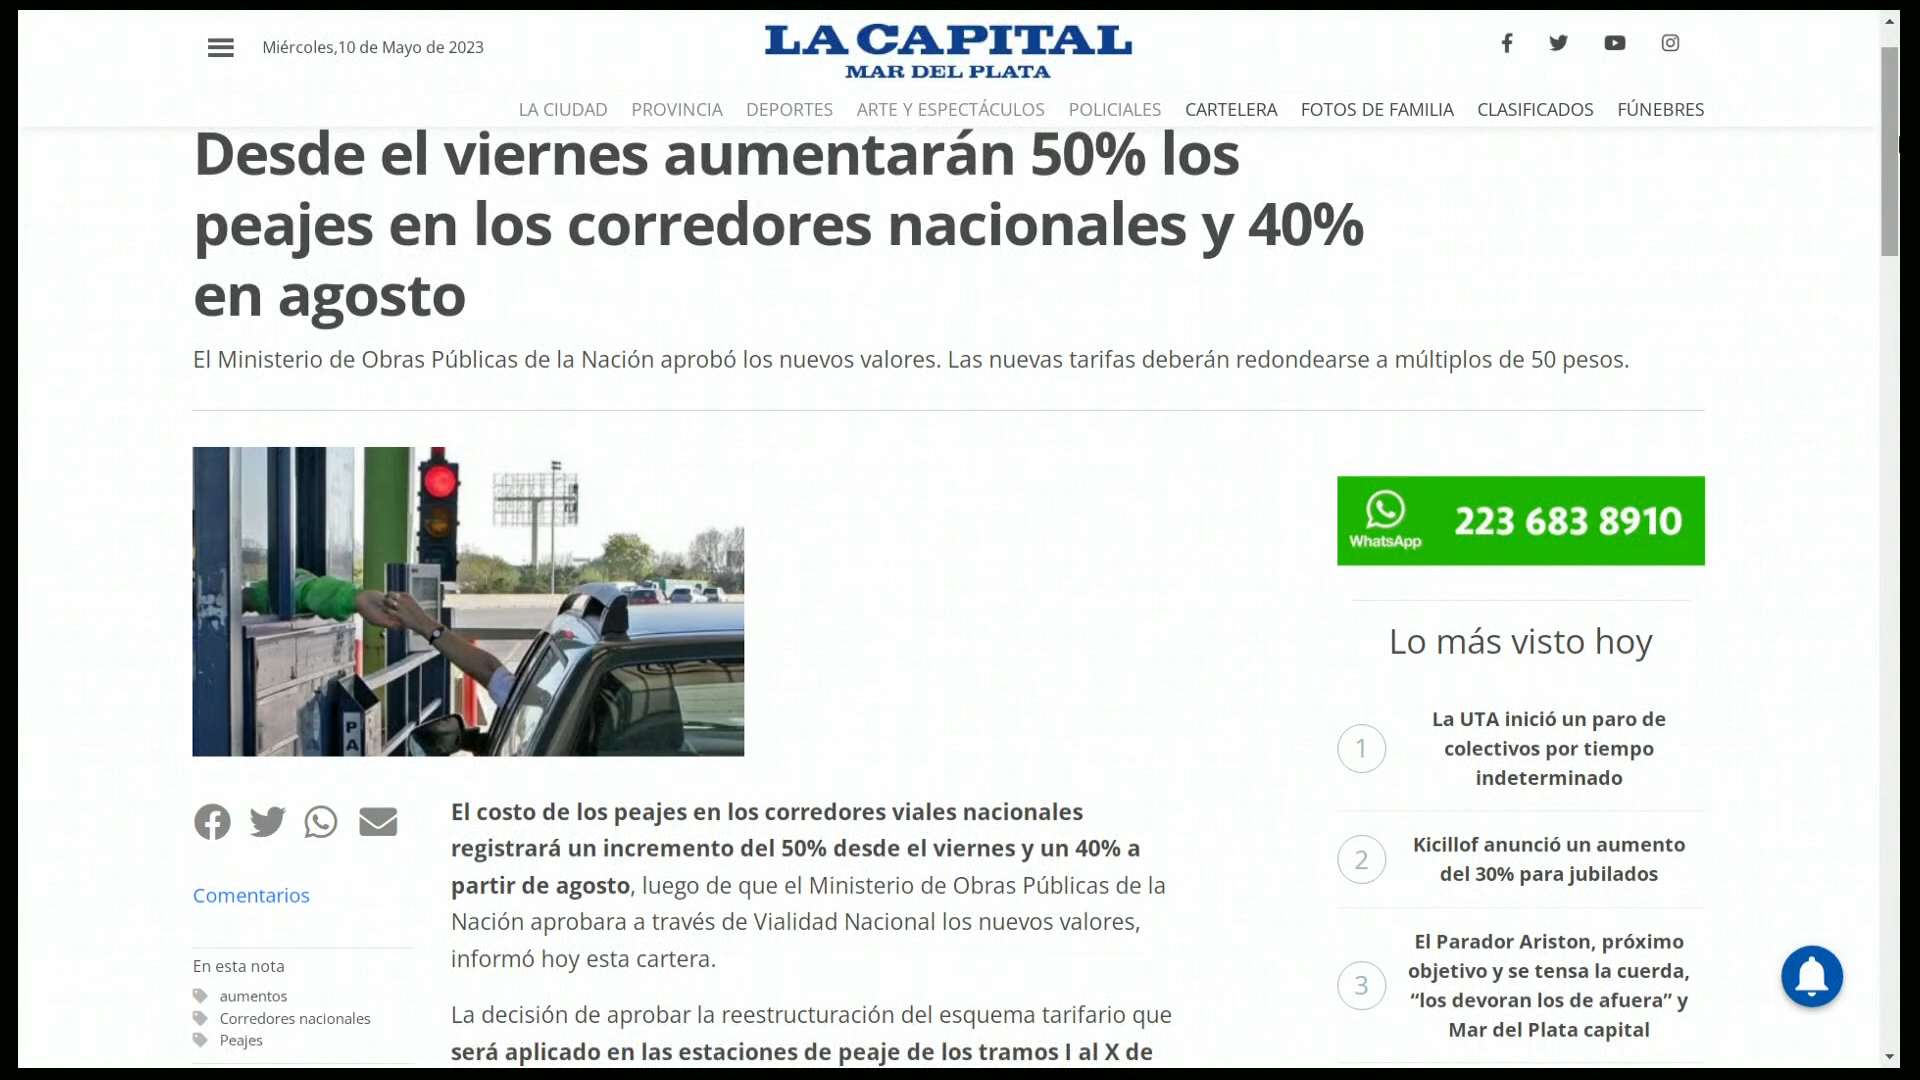 Miércoles,10 de Mayo de 2023
LA CAPITAL
MAR DEL PLATA
LA CIUDAD PROVINCIA DEPORTES ARTE Y ESPECTÁCULOS POLICIALES CARTELERA FOTOS DE FAMILIA CLASIFICADOS FÚNEBRES
Desde el viernes aumentarán 50% los
peajes en los corredores nacionales y 40%
en agosto
El Ministerio de Obras Públicas de la Nación aprobó los nuevos valores. Las nuevas tarifas deberán redondearse a múltiplos de 50 pesos.
P
A
WhatsApp
223 683 8910
Lo más visto hoy
1
La UTA inició un paro de
colectivos por tiempo
indeterminado
2
Kicillof anunció un aumento
del 30% para jubilados
3
El Parador Ariston, próximo
objetivo y se tensa la cuerda,
“los devoran los de afuera” y
Mar del Plata capital
Comentarios
En esta nota
aumentos
Corredores nacionales
Peajes
El costo de los peajes en los corredores viales nacionales
registrará un incremento del 50% desde el viernes y un 40% a
partir de agosto, luego de que el Ministerio de Obras Públicas de la
Nación aprobara a través de Vialidad Nacional los nuevos valores,
informó hoy esta cartera.
La decisión de aprobar la reestructuración del esquema tarifario que
será aplicado en las estaciones de peaje de los tramos I al X de